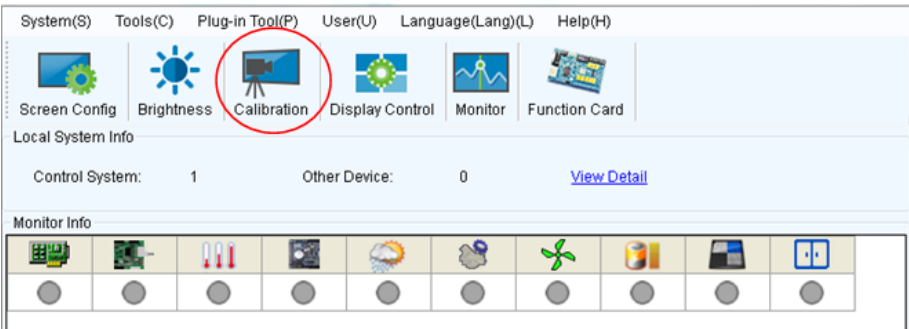 System(S) Tools(C) Plug-in Tool(P) User(U) Language(Lang)(L) Help(H)
Screen Config Brightness Calibration Display Control Monitor Function Card
Local System Info
Control System: 1 Other Device: 0 View Detail
Monitor Info